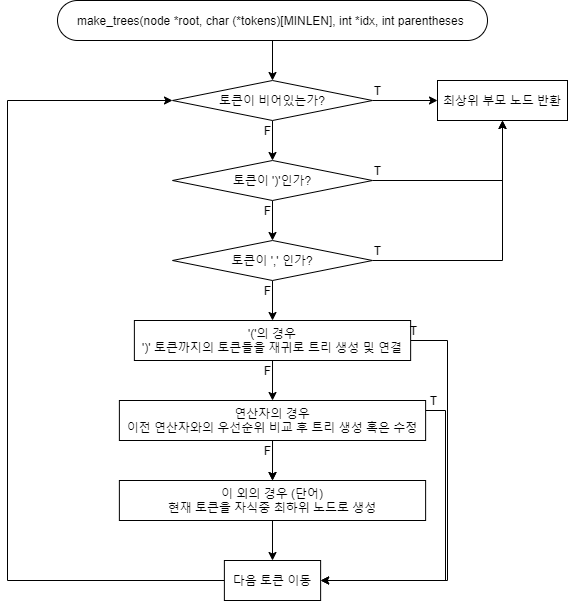 make_trees(node *root, char (*tokens)[MINLEN], int *idx, int parentheses
토큰이 비어있는가?
T
최상위 부모 노드 반환
F
토큰이 ')'인가?
T
F
토큰이 ',' 인가?
T
F
'('의 경우
')' 토큰까지의 토큰들을 재귀로 트리 생성 및 연결
T
F
연산자의 경우
이전 연산자와의 우선순위 비교 후 트리 생성 혹은 수정
T
F
이 외의 경우 (단어)
현재 토큰을 자식중 최하위 노드로 생성
다음 토큰 이동